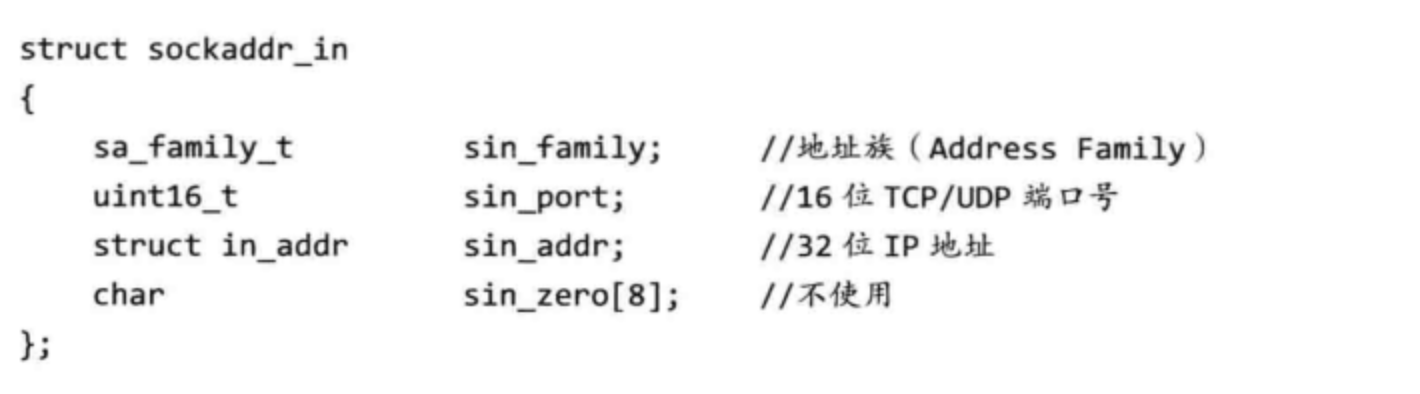 struct sockaddr_in
{
    sa_family_t        sin_family;      //地址族（Address Family）
    uint16_t           sin_port;        //16 位 TCP/UDP 端口号
    struct in_addr     sin_addr;        //32 位 IP 地址
    char               sin_zero[8];     //不使用
};